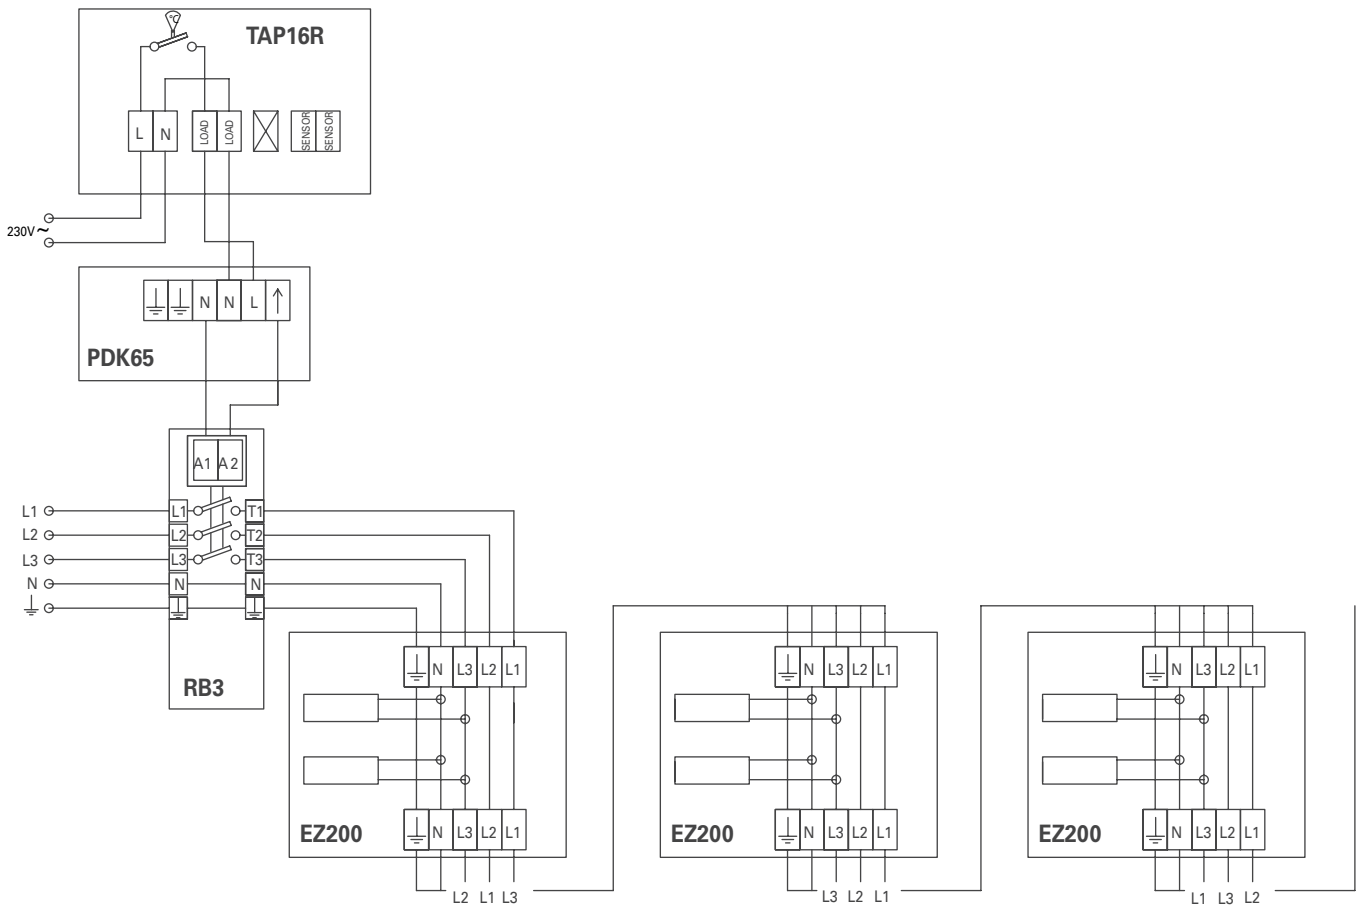 °C
TAP16R
L N LOAD LOAD SENSOR SENSOR
230V~
N N L ↑
PDK65
A1 A2
L1 L1 T1
L2 L2 T2
L3 L3 T3
N N N
RB3
N L3 L2 L1
N L3 L2 L1
N L3 L2 L1
EZ200 N L3 L2 L1
EZ200 N L3 L2 L1
EZ200 N L3 L2 L1
L2 L1 L3
L3 L2 L1
L1 L3 L2